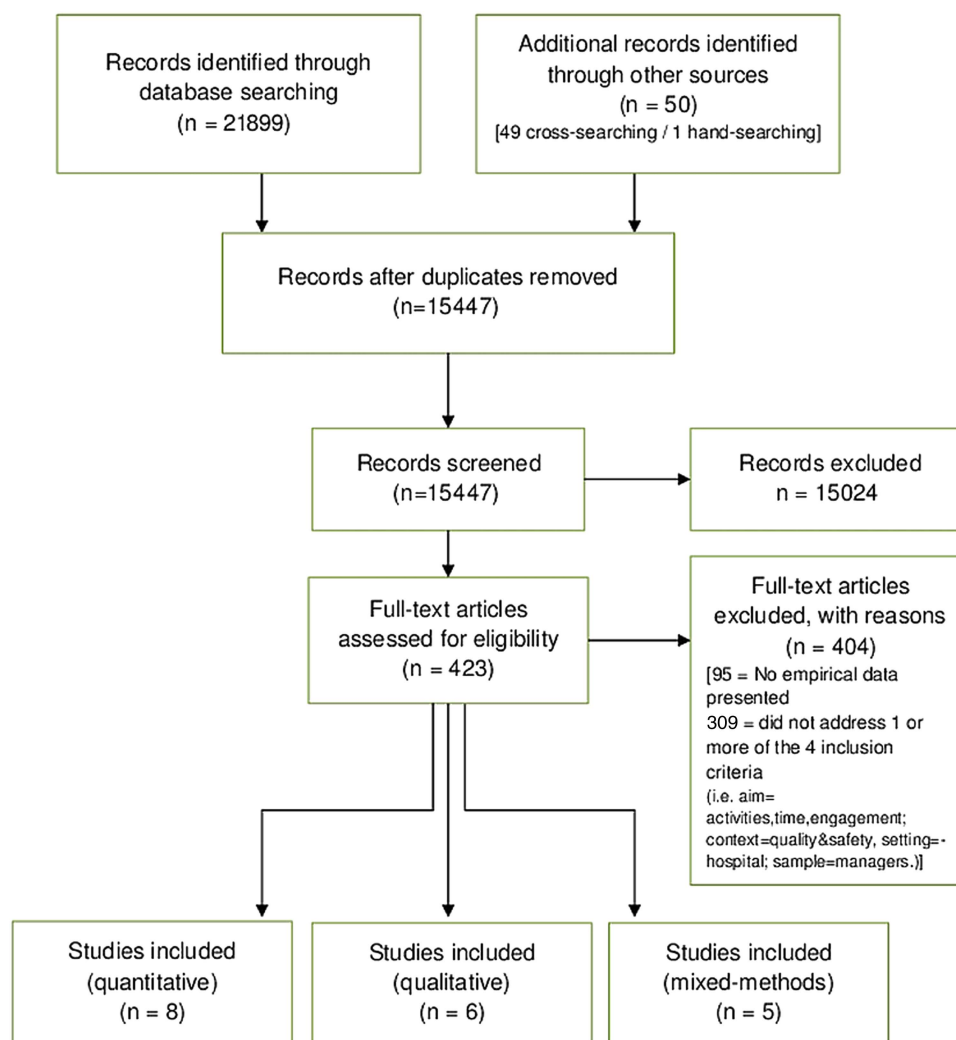 Records identified through
database searching
(n = 21899)
Additional records identified
through other sources
(n = 50)
[49 cross-searching / 1 hand-searching]
Records after duplicates removed
(n=15447)
Records screened
(n=15447)
Records excluded
n = 15024
Full-text articles
assessed for eligibility
(n = 423)
Full-text articles
excluded, with reasons
(n = 404)
[95 = No empirical data
presented
309 = did not address 1 or
more of the 4 inclusion
criteria
(i.e. aim=
activities,time,engagement;
context=quality&safety, setting=-
hospital; sample=managers.)]
Studies included
(quantitative)
(n = 8)
Studies included
(qualitative)
(n = 6)
Studies included
(mixed-methods)
(n = 5)